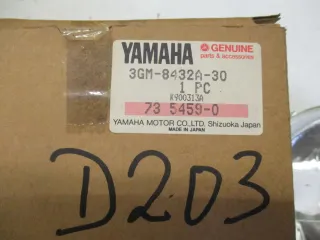 YAMAHA GENUINE
parts & accessories
3GM-8432A-30
1 PC
K900313A
73 5459-0
YAMAHA MOTOR CO., LTD. Shizuoka Japan
MADE IN JAPAN
D203